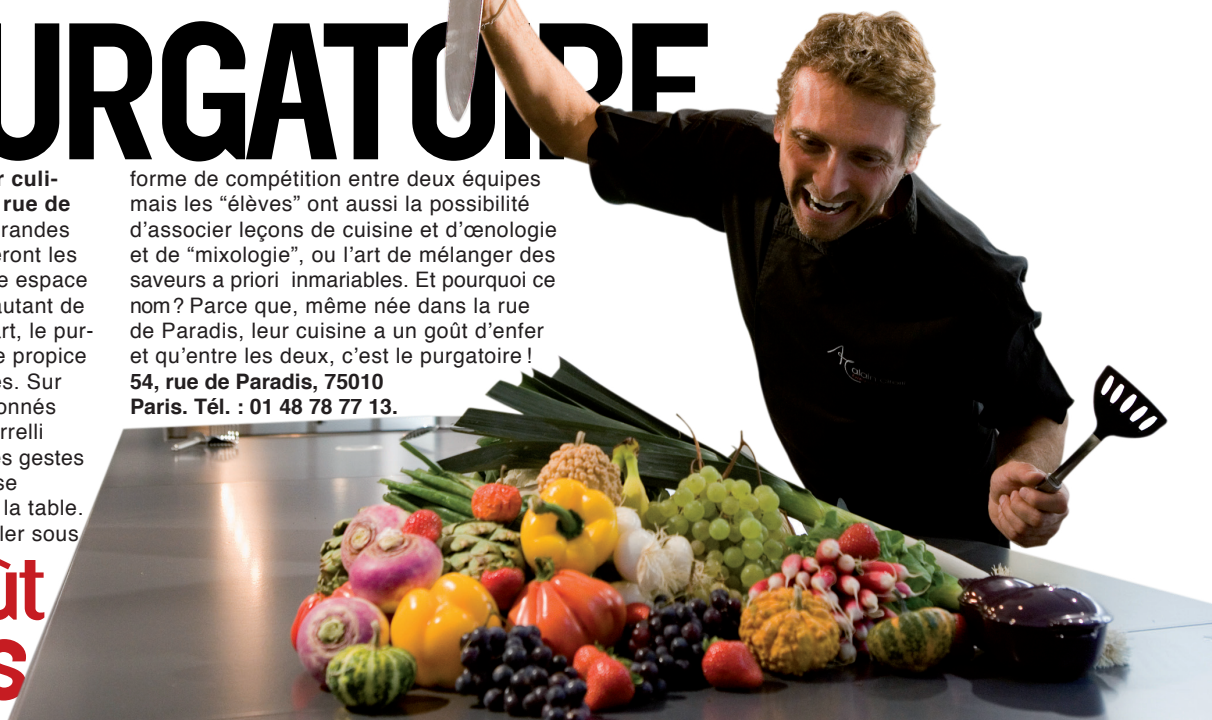 URGATOIRE
r culi-
rue de
randes
ront les
e espace
autant de
rt, le pur-
e propice
s. Sur
onnés
rrelli
s gestes
se
la table.
ler sous
ût
s
forme de compétition entre deux équipes
mais les “élèves” ont aussi la possibilité
d’associer leçons de cuisine et d’œnologie
et de “mixologie”, ou l’art de mélanger des
saveurs a priori inmariables. Et pourquoi ce
nom ? Parce que, même née dans la rue
de Paradis, leur cuisine a un goût d’enfer
et qu’entre les deux, c’est le purgatoire !
54, rue de Paradis, 75010
Paris. Tél. : 01 48 78 77 13.
AC